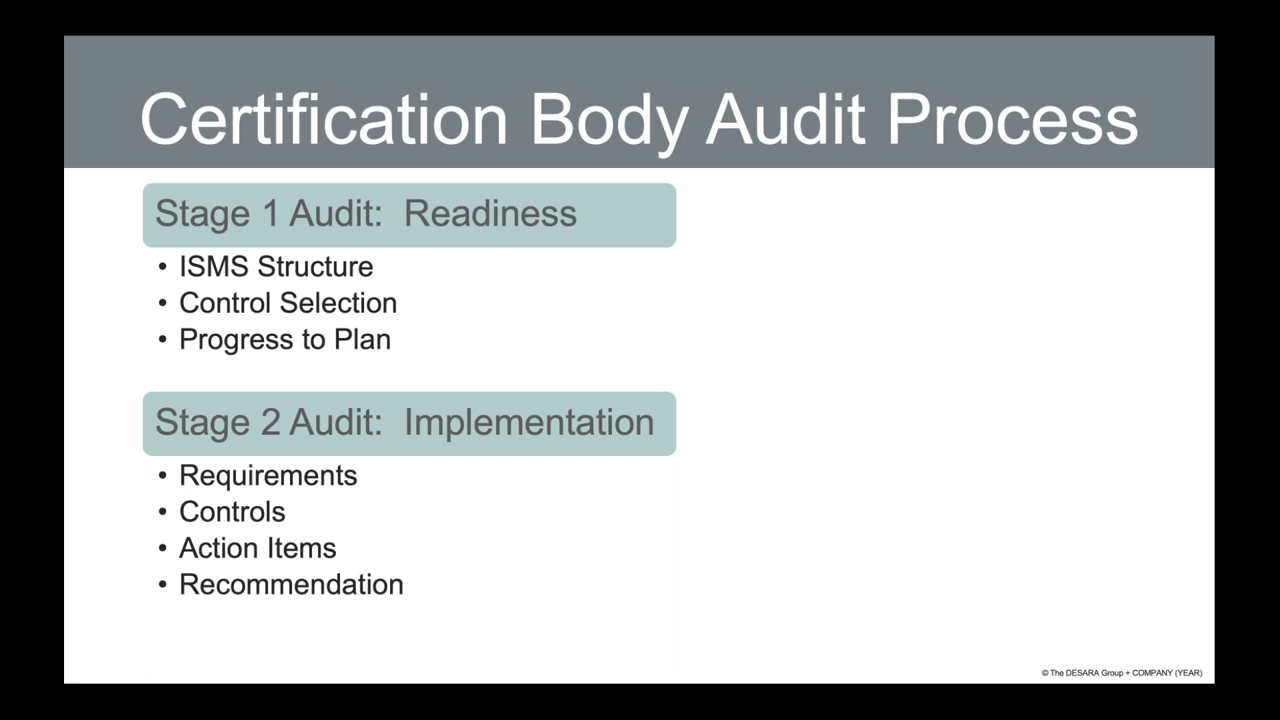 Certification Body Audit Process
Stage 1 Audit: Readiness
• ISMS Structure
• Control Selection
• Progress to Plan
Stage 2 Audit: Implementation
• Requirements
• Controls
• Action Items
• Recommendation
© The DESARA Group + COMPANY (YEAR)